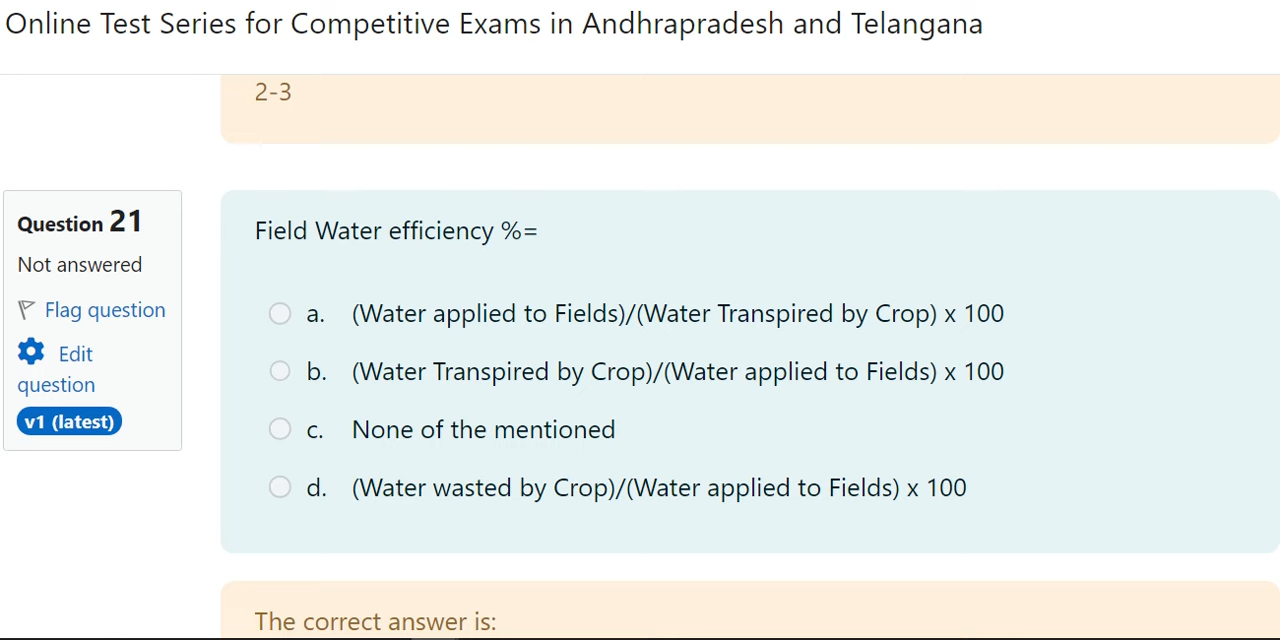 Online Test Series for Competitive Exams in Andhrapradesh and Telangana
2-3
Question 21
Not answered
Flag question
Edit
question
v1 (latest)
Field Water efficiency %=
a. (Water applied to Fields)/(Water Transpired by Crop) x 100
b. (Water Transpired by Crop)/(Water applied to Fields) x 100
c. None of the mentioned
d. (Water wasted by Crop)/(Water applied to Fields) x 100
The correct answer is: